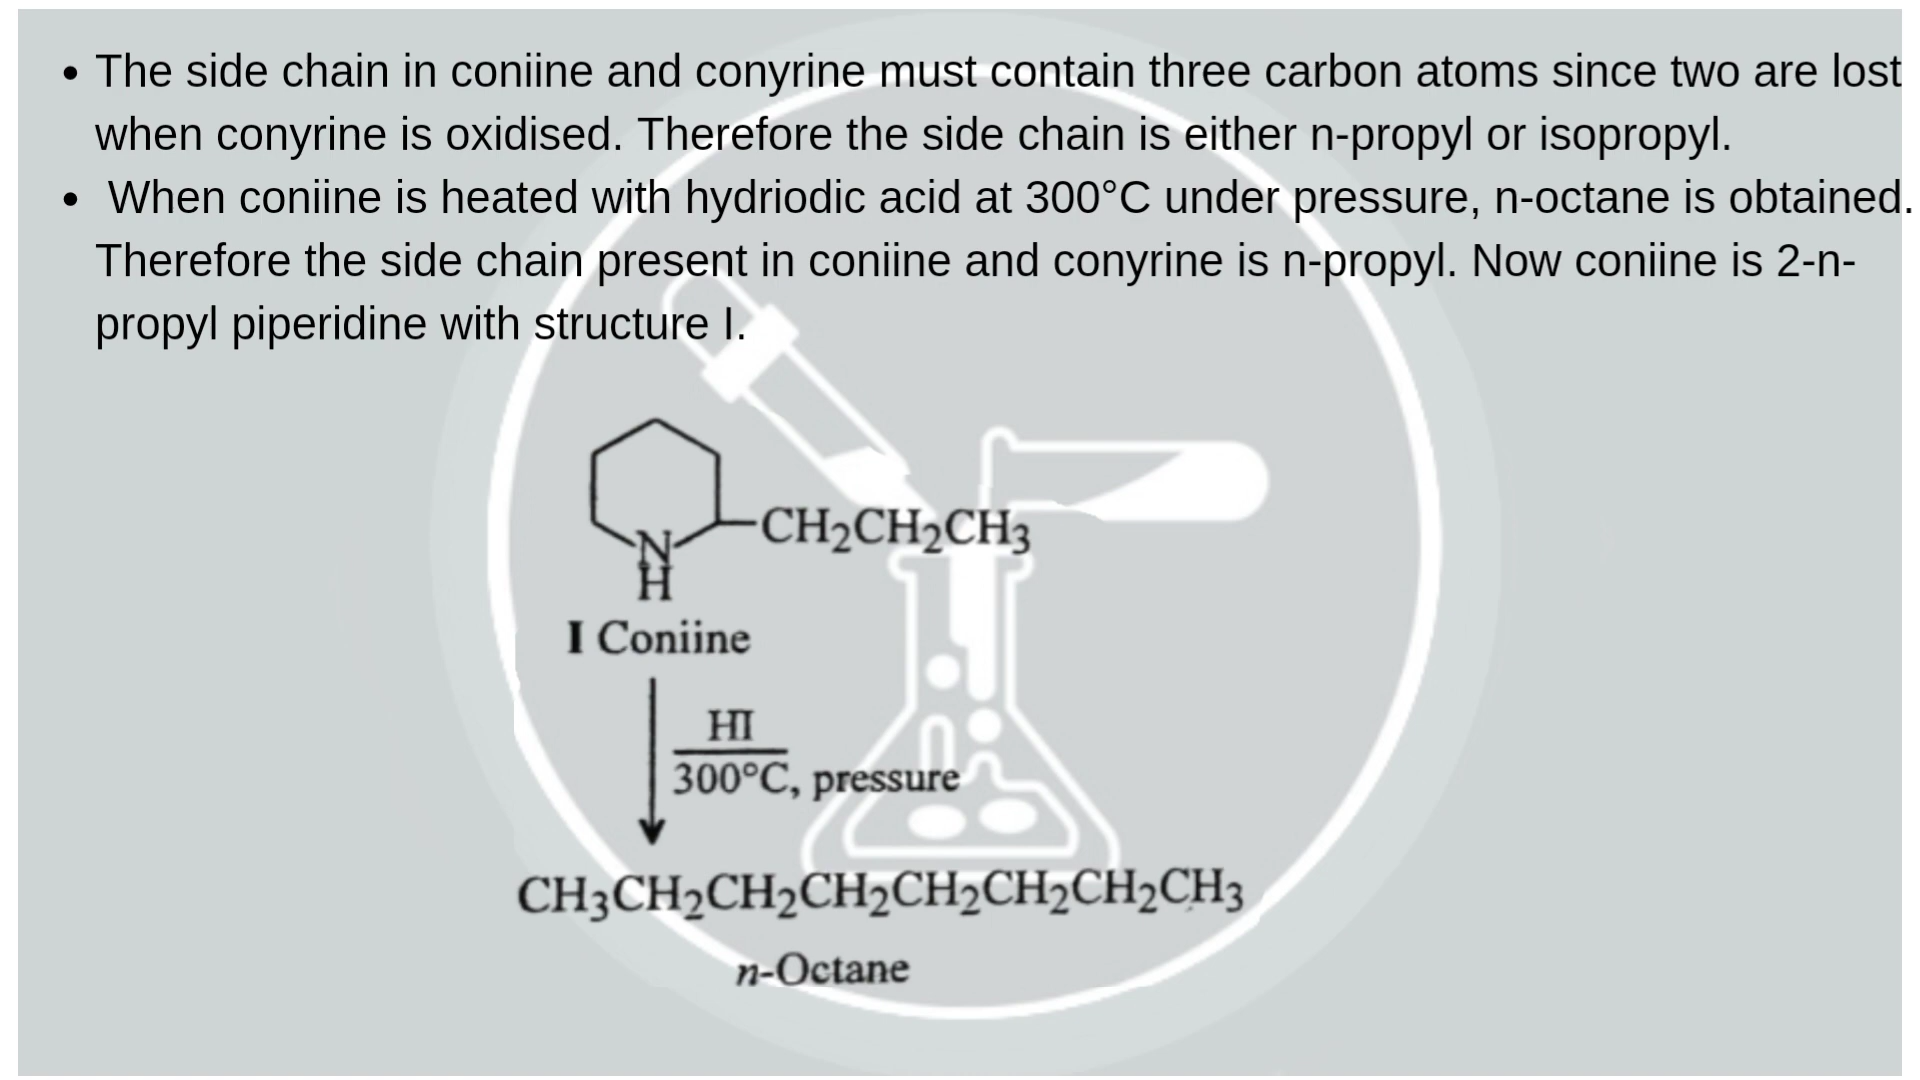 • The side chain in coniine and conyrine must contain three carbon atoms since two are lost
when conyrine is oxidised. Therefore the side chain is either n-propyl or isopropyl.
• When coniine is heated with hydriodic acid at 300°C under pressure, n-octane is obtained.
Therefore the side chain present in coniine and conyrine is n-propyl. Now coniine is 2-n-
propyl piperidine with structure I.
CH₂CH₂CH₃
N
H
I Coniine
HI
300°C, pressure
CH₃CH₂CH₂CH₂CH₂CH₂CH₂CH₃
n-Octane